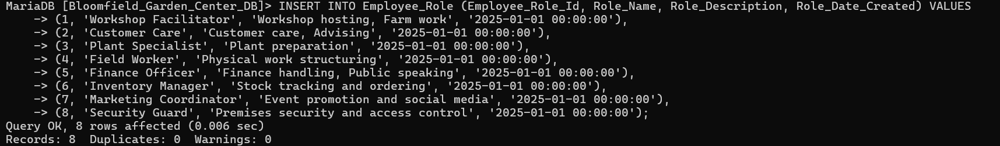 MariaDB [Bloomfield_Garden_Center_DB]> INSERT INTO Employee_Role (Employee_Role_Id, Role_Name, Role_Description, Role_Date_Created) VALUES
    -> (1, 'Workshop Facilitator', 'Workshop hosting, Farm work', '2025-01-01 00:00:00'),
    -> (2, 'Customer Care', 'Customer care, Advising', '2025-01-01 00:00:00'),
    -> (3, 'Plant Specialist', 'Plant preparation', '2025-01-01 00:00:00'),
    -> (4, 'Field Worker', 'Physical work structuring', '2025-01-01 00:00:00'),
    -> (5, 'Finance Officer', 'Finance handling, Public speaking', '2025-01-01 00:00:00'),
    -> (6, 'Inventory Manager', 'Stock tracking and ordering', '2025-01-01 00:00:00'),
    -> (7, 'Marketing Coordinator', 'Event promotion and social media', '2025-01-01 00:00:00'),
    -> (8, 'Security Guard', 'Premises security and access control', '2025-01-01 00:00:00');
Query OK, 8 rows affected (0.006 sec)
Records: 8  Duplicates: 0  Warnings: 0